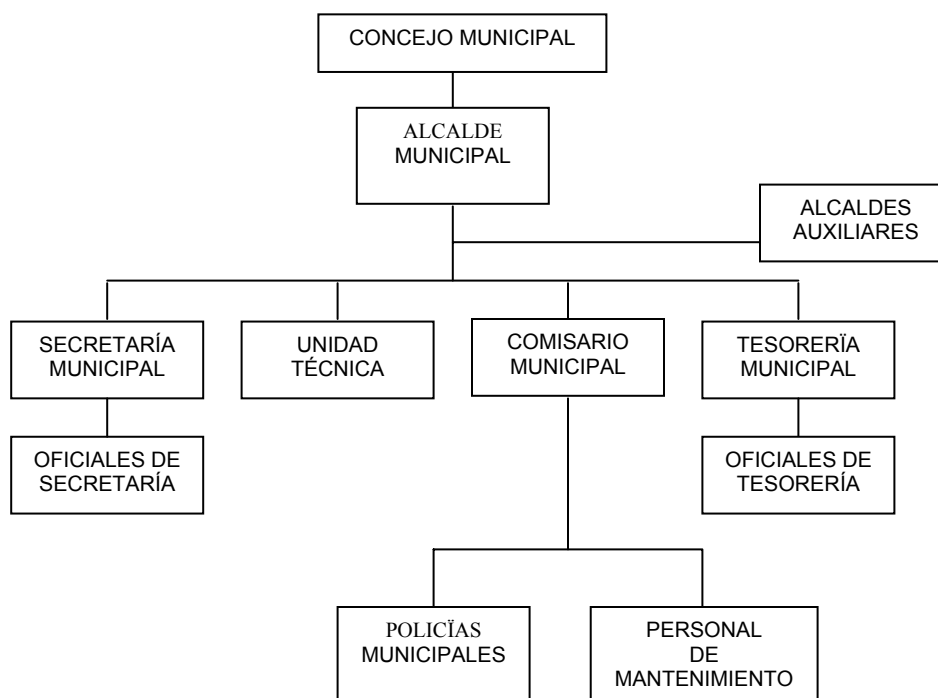 CONCEJO MUNICIPAL
ALCALDE
MUNICIPAL
ALCALDES
AUXILIARES
SECRETARÍA
MUNICIPAL
UNIDAD
TÉCNICA
COMISARIO
MUNICIPAL
TESORERÏA
MUNICIPAL
OFICIALES DE
SECRETARÍA
OFICIALES DE
TESORERÍA
POLICÏAS
MUNICIPALES
PERSONAL
DE
MANTENIMIENTO